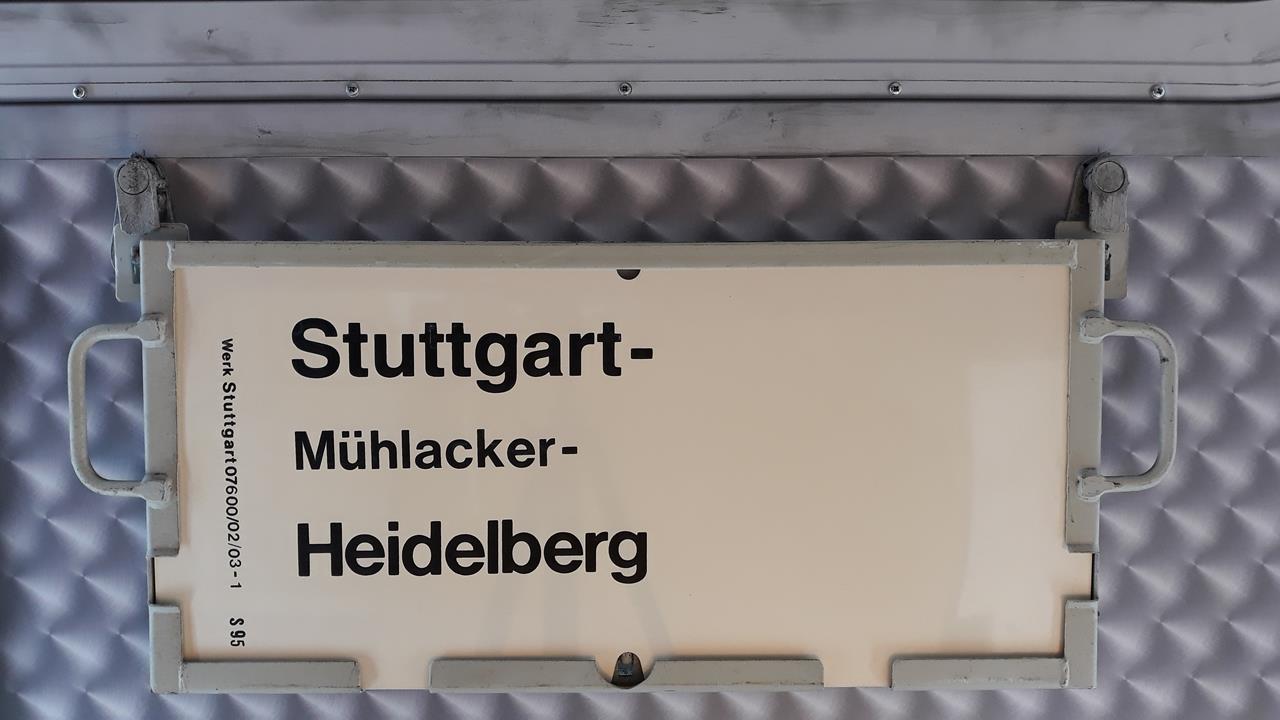 Stuttgart-
Mühlacker-
Heidelberg
Werk Stuttgart 07600/02/03-1 S 95